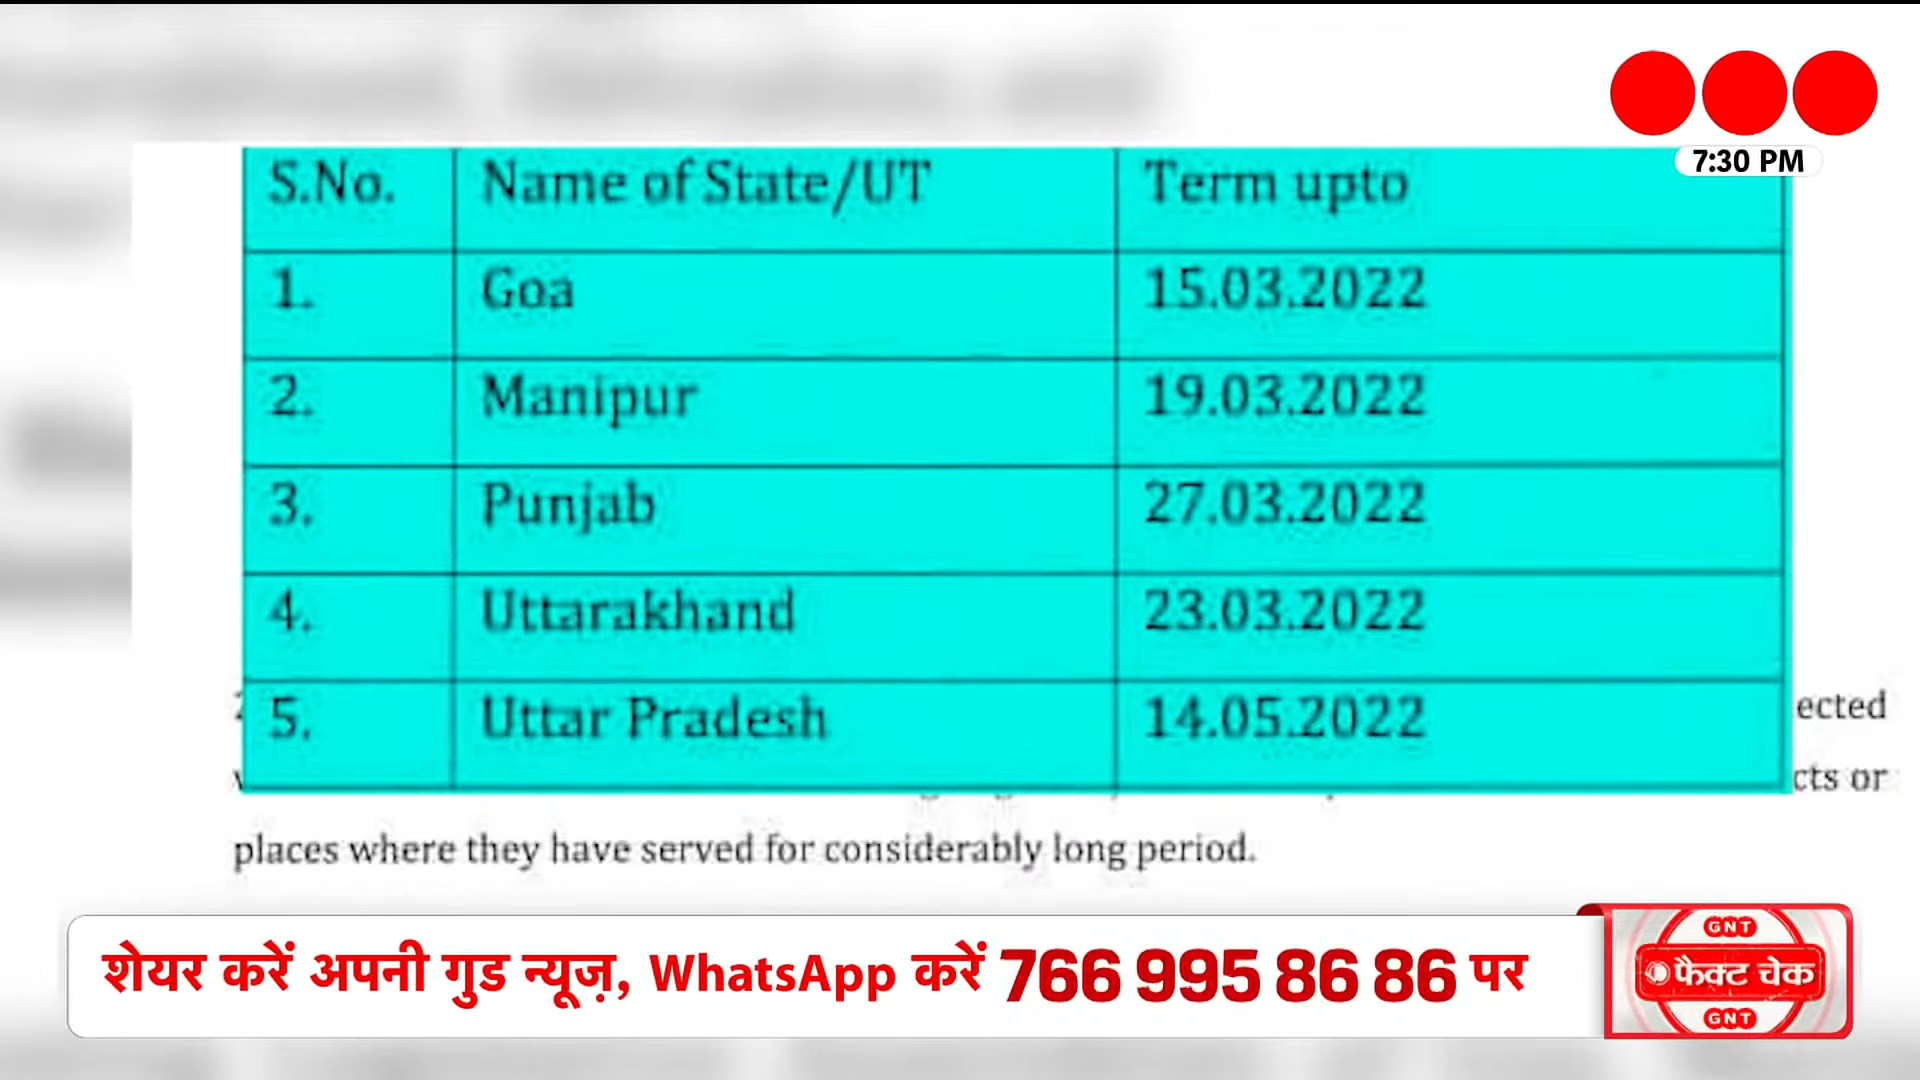 7:30 PM
S.No. Name of State/UT Term upto
1. Goa 15.03.2022
2. Manipur 19.03.2022
3. Punjab 27.03.2022
4. Uttarakhand 23.03.2022
5. Uttar Pradesh 14.05.2022
ected
cts or
places where they have served for considerably long period.
शेयर करें अपनी गुड न्यूज़, WhatsApp करें 766 995 86 86 पर
GNT
फैक्ट चेक
GNT